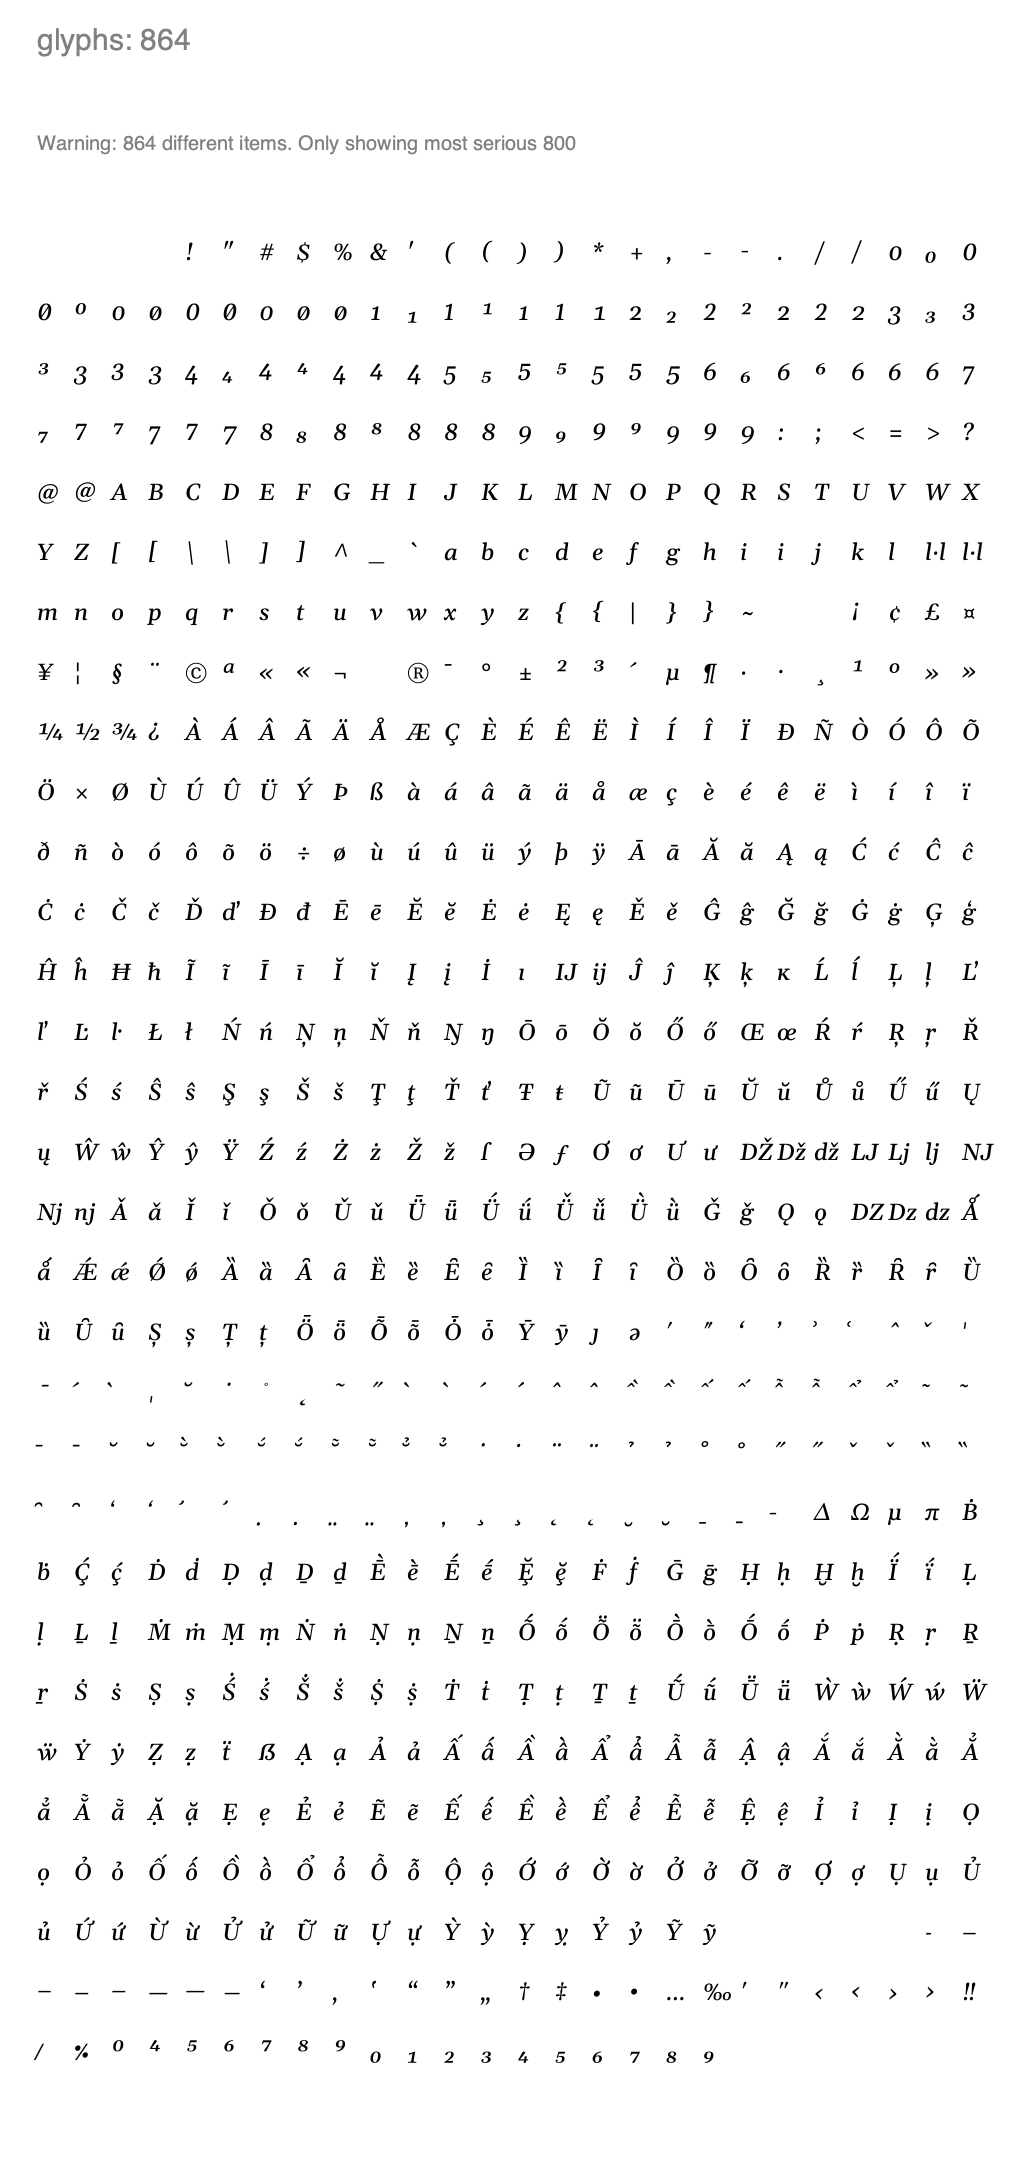 glyphs: 864
Warning: 864 different items. Only showing most serious 800
! " # $ % & ' ( ( ) ) * + , - - . / / 0 ₀ 0
0 ⁰ 0 0 0 0 0 0 0 1 ₁ 1 ¹ 1 1 1 2 ₂ 2 ² 2 2 2 3 ₃ 3
³ 3 3 3 4 ₄ 4 ⁴ 4 4 4 5 ₅ 5 ⁵ 5 5 5 6 ₆ 6 ⁶ 6 6 6 7
₇ 7 ⁷ 7 7 7 8 ₈ 8 ⁸ 8 8 8 9 ₉ 9 ⁹ 9 9 9 : ; < = > ?
@ @ A B C D E F G H I J K L M N O P Q R S T U V W X
Y Z [ [ \ \ ] ] ^ _ ` a b c d e f g h i i j k l l·l l·l
m n o p q r s t u v w x y z { { | } } ~ ¡ ¢ £ ¤
¥ ¦ § ¨ © ª « « ¬ ® ¯ ° ± ² ³ ´ µ ¶ · · ¸ ¹ º » »
¼ ½ ¾ ¿ À Á Â Ã Ä Å Æ Ç È É Ê Ë Ì Í Î Ï Ð Ñ Ò Ó Ô Õ
Ö × Ø Ù Ú Û Ü Ý Þ ß à á â ã ä å æ ç è é ê ë ì í î ï
ð ñ ò ó ô õ ö ÷ ø ù ú û ü ý þ ÿ Ā ā Ă ă Ą ą Ć ć Ĉ ĉ
Ċ ċ Č č Ď ď Đ đ Ē ē Ĕ ĕ Ė ė Ę ę Ě ě Ĝ ĝ Ğ ğ Ġ ġ Ģ ģ
Ĥ ĥ Ħ ħ Ĩ ĩ Ī ī Ĭ ĭ Į į İ ı IJ ij Ĵ ĵ Ķ ķ ĸ Ĺ ĺ Ļ ļ Ľ
ľ Ŀ ŀ Ł ł Ń ń Ņ ņ Ň ň Ŋ ŋ Ō ō Ŏ ŏ Ő ő Œ œ Ŕ ŕ Ŗ ŗ Ř
ř Ś ś Ŝ ŝ Ş ş Š š Ţ ţ Ť ť Ŧ ŧ Ũ ũ Ū ū Ŭ ŭ Ů ů Ű ű Ų
ų Ŵ ŵ Ŷ ŷ Ÿ Ź ź Ż ż Ž ž ſ Ə ƒ Ơ ơ Ư ư DŽ Dž dž LJ Lj lj NJ
Nj nj Ǎ ǎ Ǐ ǐ Ǒ ǒ Ǔ ǔ Ǖ ǖ Ǘ ǘ Ǚ ǚ Ǜ ǜ Ǧ ǧ Ǫ ǫ DZ Dz dz Ǻ
ǻ Ǽ ǽ Ǿ ǿ Ȁ ȁ Ȃ ȃ Ȅ ȅ Ȇ ȇ Ȉ ȉ Ȋ ȋ Ȍ ȍ Ȏ ȏ Ȑ ȑ Ȓ ȓ Ȕ
ȕ Ȗ ȗ Ș ș Ț ț Ȫ ȫ Ȭ ȭ Ȱ ȱ Ȳ ȳ ȷ ə ʹ ʺ ʻ ʼ ʾ ʿ ˆ ˇ ˈ
ˉ ˊ ˋ ˌ ˘ ˙ ˚ ˛ ˜ ˝
Δ Ω μ π Ḃ
ḃ Ḉ ḉ Ḋ ḋ Ḍ ḍ Ḏ ḏ Ḕ ḕ Ḗ ḗ Ḝ ḝ Ḟ ḟ Ḡ ḡ Ḥ ḥ Ḫ ḫ Ḯ ḯ Ḷ
ḷ Ḻ ḻ Ṁ ṁ Ṃ ṃ Ṅ ṅ Ṇ ṇ Ṉ ṉ Ṍ ṍ Ṏ ṏ Ṑ ṑ Ṓ ṓ Ṗ ṗ Ṛ ṛ Ṟ
ṟ Ṡ ṡ Ṣ ṣ Ṥ ṥ Ṧ ṧ Ṩ ṩ Ṫ ṫ Ṭ ṭ Ṯ ṯ Ṹ ṹ Ṻ ṻ Ẁ ẁ Ẃ ẃ Ẅ
ẅ Ẏ ẏ Ẓ ẓ ẗ ẞ Ạ ạ Ả ả Ấ ấ Ầ ầ Ẩ ẩ Ẫ ẫ Ậ ậ Ắ ắ Ằ ằ Ẳ
ẳ Ẵ ẵ Ặ ặ Ẹ ẹ Ẻ ẻ Ẽ ẽ Ế ế Ề ề Ể ể Ễ ễ Ệ ệ Ỉ ỉ Ị ị Ọ
ọ Ỏ ỏ Ố ố Ồ ồ Ổ ổ Ỗ ỗ Ộ ộ Ớ ớ Ờ ờ Ở ở Ỡ ỡ Ợ ợ Ụ ụ Ủ
ủ Ứ ứ Ừ ừ Ử ử Ữ ữ Ự ự Ỳ ỳ Ỵ ỵ Ỷ ỷ Ỹ ỹ ‐ –
– – – — — — ‘ ’ ‚ ‛ “ ” „ † ‡ • • … ‰ ′ ″ ‹ ‹ › › ‼
⁄ ⁒ ⁰ ⁴ ⁵ ⁶ ⁷ ⁸ ⁹ ₀ ₁ ₂ ₃ ₄ ₅ ₆ ₇ ₈ ₉